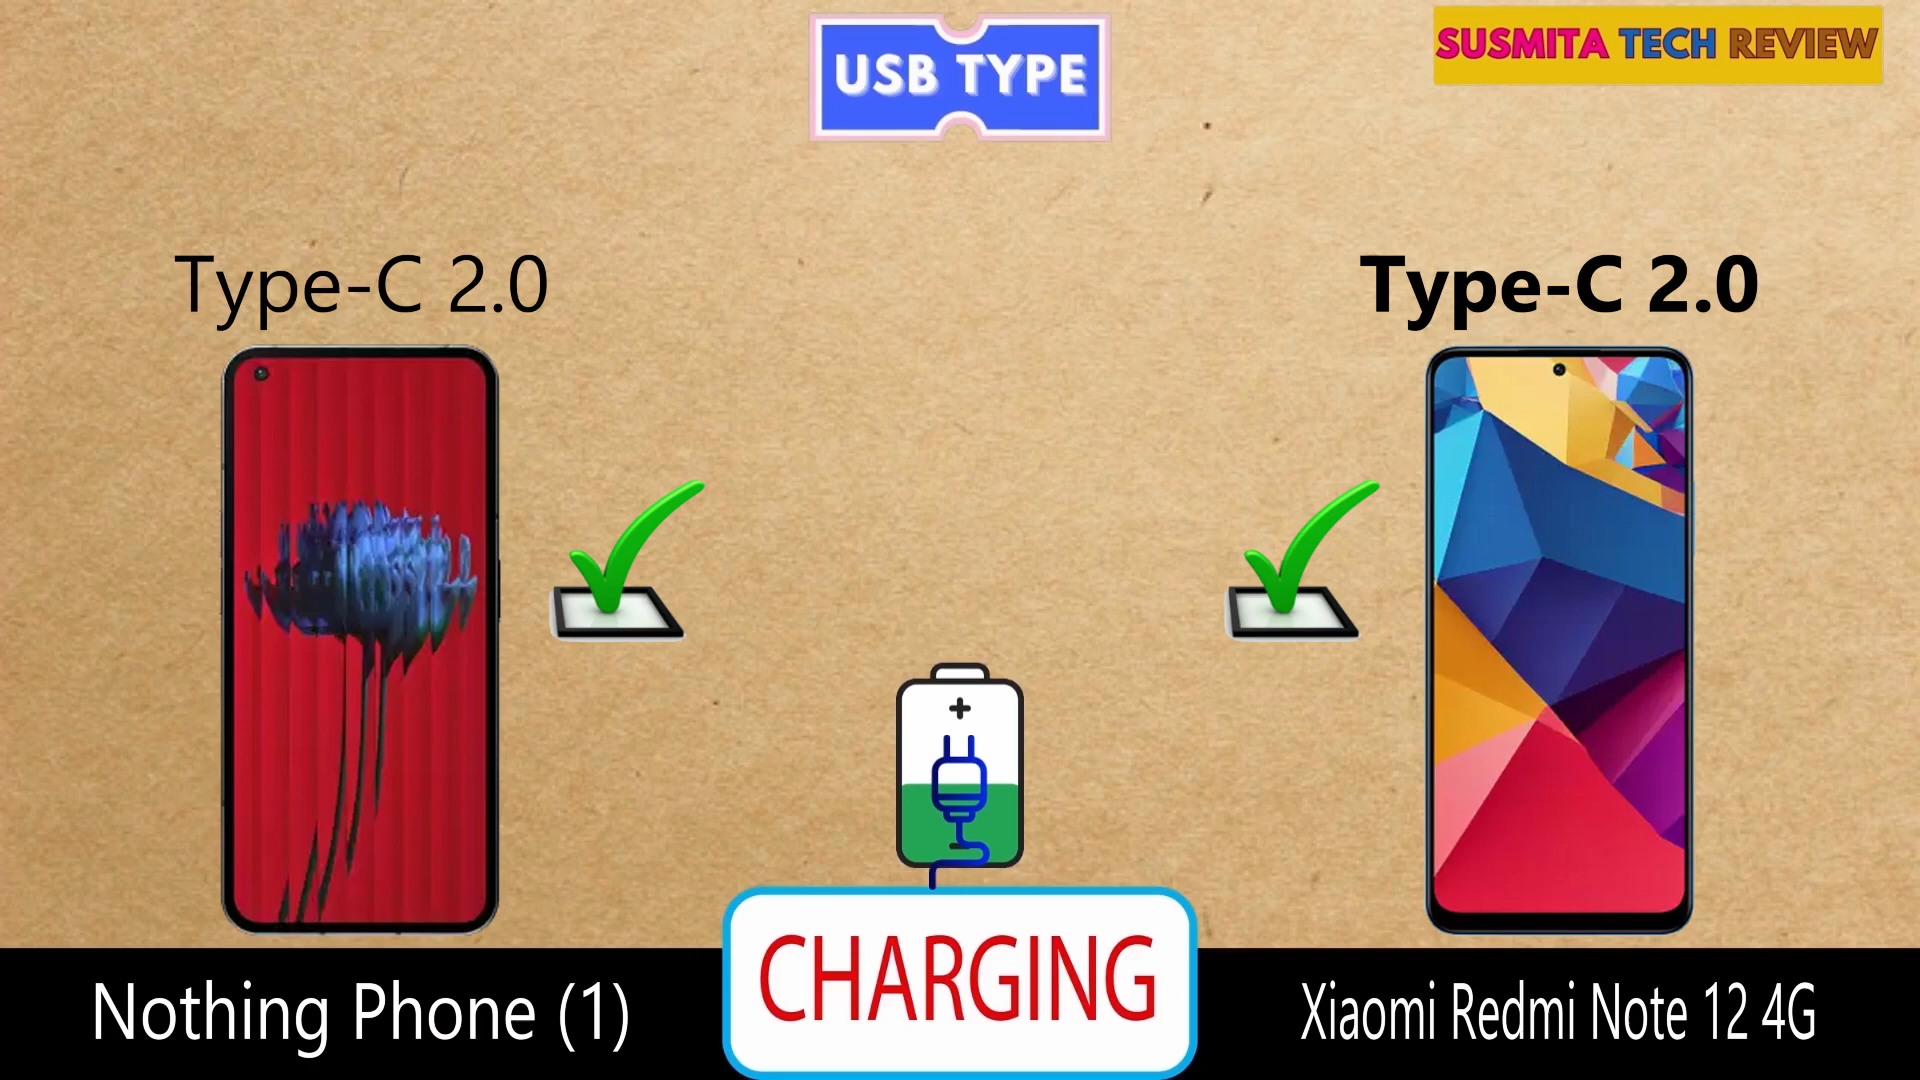 USB TYPE
SUSMITA TECH REVIEW
Type-C 2.0
Type-C 2.0
CHARGING
Nothing Phone (1)
Xiaomi Redmi Note 12 4G